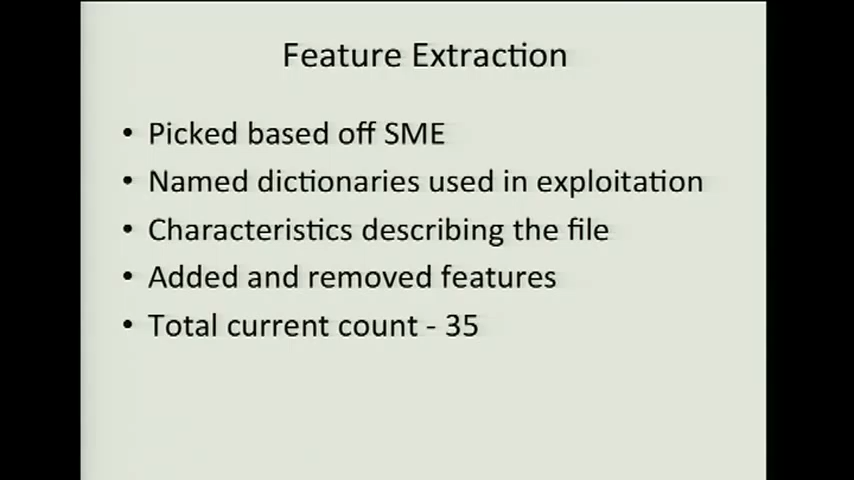 Feature Extraction
• Picked based off SME
• Named dictionaries used in exploitation
• Characteristics describing the file
• Added and removed features
• Total current count - 35